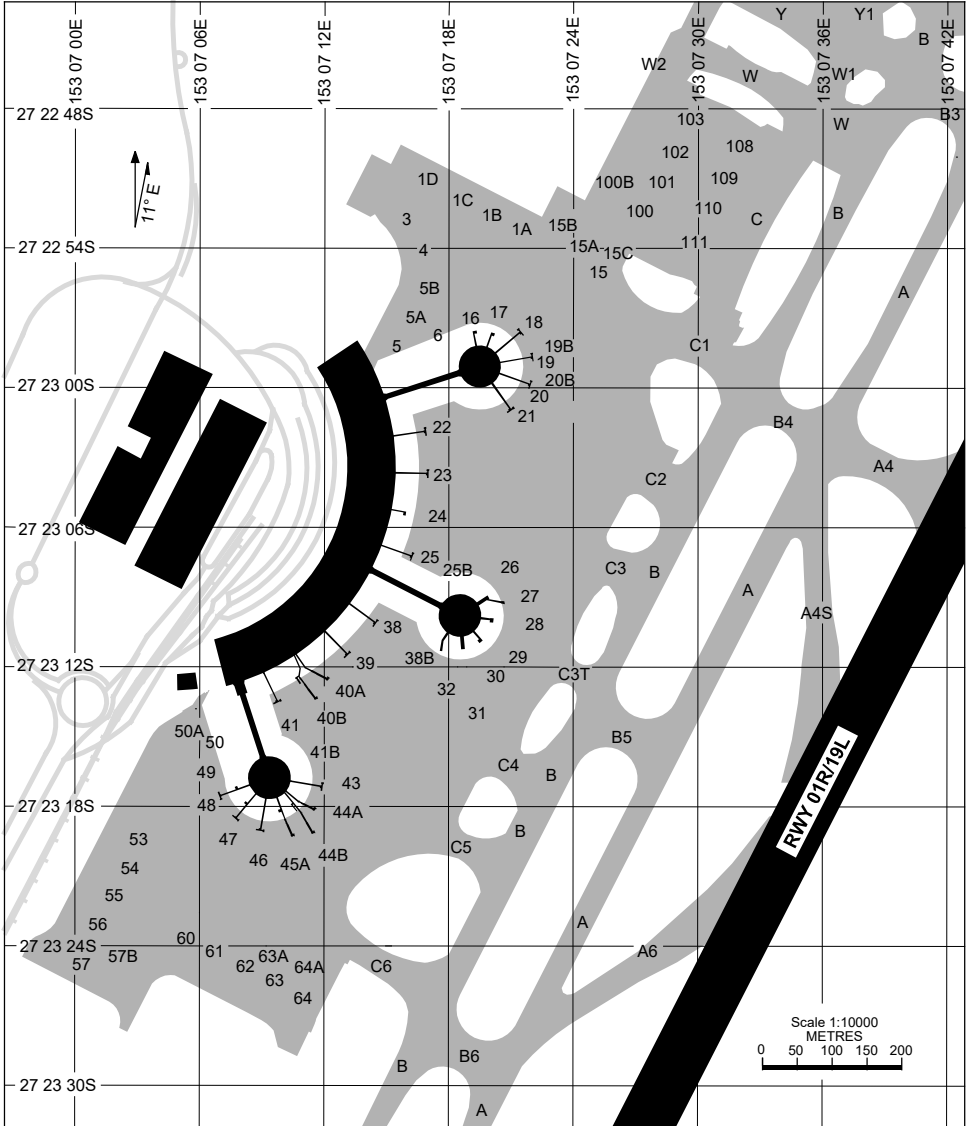 153 07 00E
153 07 06E
153 07 12E
153 07 18E
153 07 24E
153 07 30E
153 07 36E
153 07 42E
Y
Y1
B
W2
W
W1
27 22 48S
103
W
B3
102
108
1D
100B
101
109
1C
3
1B
100
110
C
B
1A
15B
27 22 54S
4
15A
15C
111
15
5B
A
5A
16
17
18
6
5
19B
C1
19
27 23 00S
20B
20
21
22
B4
23
C2
A4
24
27 23 06S
25
25B
26
C3
B
27
A
A4S
28
38
38B
29
39
27 23 12S
30
C3T
32
40A
31
40B
41
50A
50
B5
41B
49
C4
B
43
27 23 18S
48
44A
53
47
B
C5
54
46
45A
44B
55
56
A
27 23 24S
60
61
A6
57
57B
62
63A
64A
C6
63
64
B6
B
27 23 30S
A
11° E
RWY 01R/19L
Scale 1:10000
METRES
0 50 100 150 200